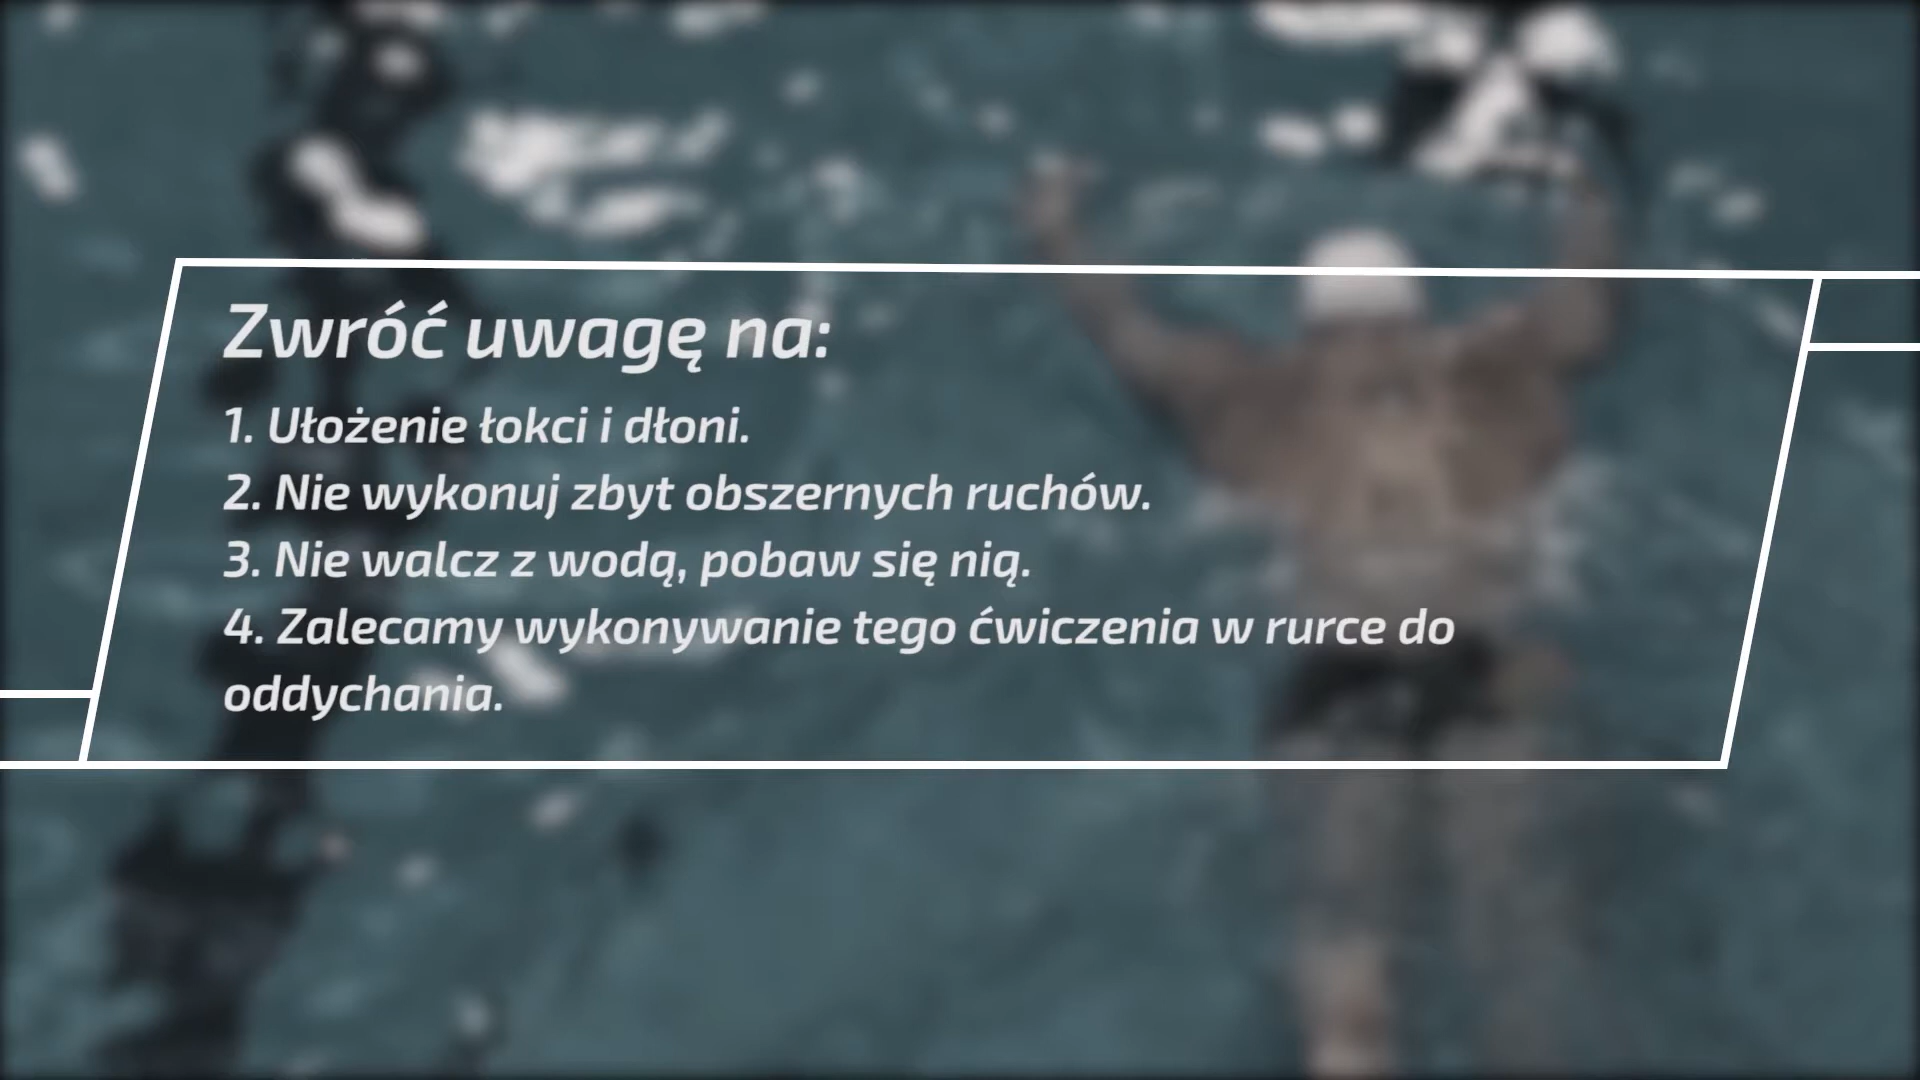 Zwróć uwagę na:
1. Ułożenie łokci i dłoni.
2. Nie wykonuj zbyt obszernych ruchów.
3. Nie walcz z wodą, pobaw się nią.
4. Zalecamy wykonywanie tego ćwiczenia w rurce do
oddychania.